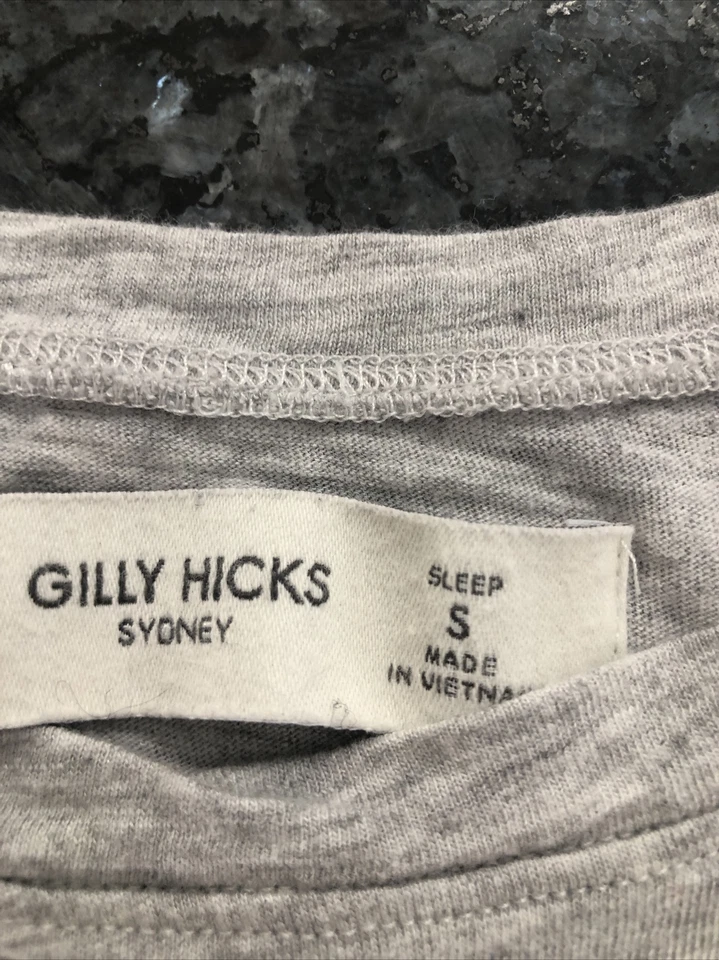 GILLY HICKS
SYDNEY
SLEEP
S
MADE
IN VIETNA